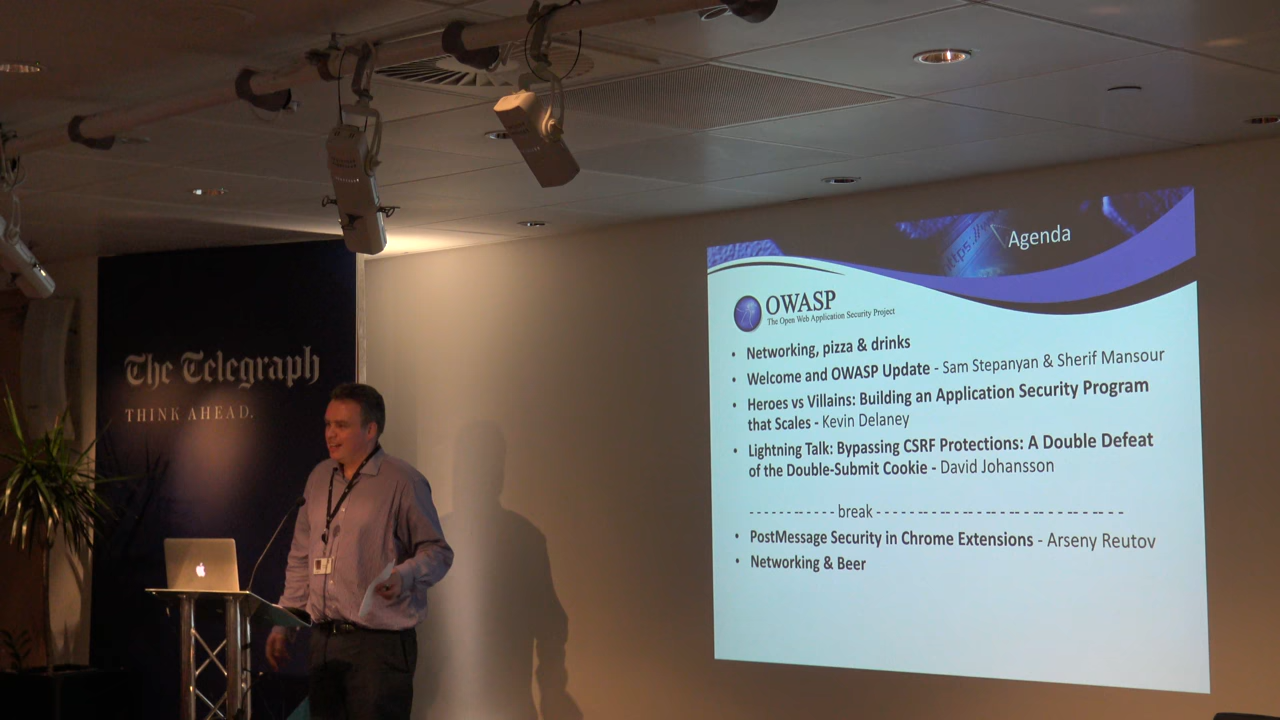 The Telegraph
THINK AHEAD.
Agenda
OWASP
The Open Web Application Security Project
• Networking, pizza & drinks
• Welcome and OWASP Update - Sam Stepanyan & Sherif Mansour
• Heroes vs Villains: Building an Application Security Program
that Scales - Kevin Delaney
• Lightning Talk: Bypassing CSRF Protections: A Double Defeat
of the Double-Submit Cookie - David Johansson
- - - - - - - - - - - - break - - - - - - - - - - - - - - - - - - - - - - - - - - - - - -
• PostMessage Security in Chrome Extensions - Arseny Reutov
• Networking & Beer